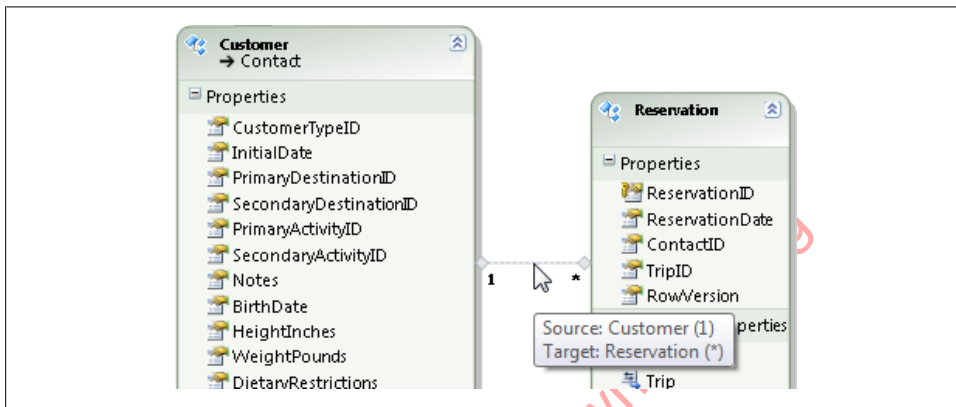 Customer
→ Contact
Properties
CustomerTypeID
InitialDate
PrimaryDestinationID
SecondaryDestinationID
PrimaryActivityID
SecondaryActivityID
Notes
BirthDate
HeightInches
WeightPounds
DietaryRestrictions
1
*
Source: Customer (1)
Target: Reservation (*)
Reservation
Properties
ReservationID
ReservationDate
ContactID
TripID
RowVersion
perties
Trip